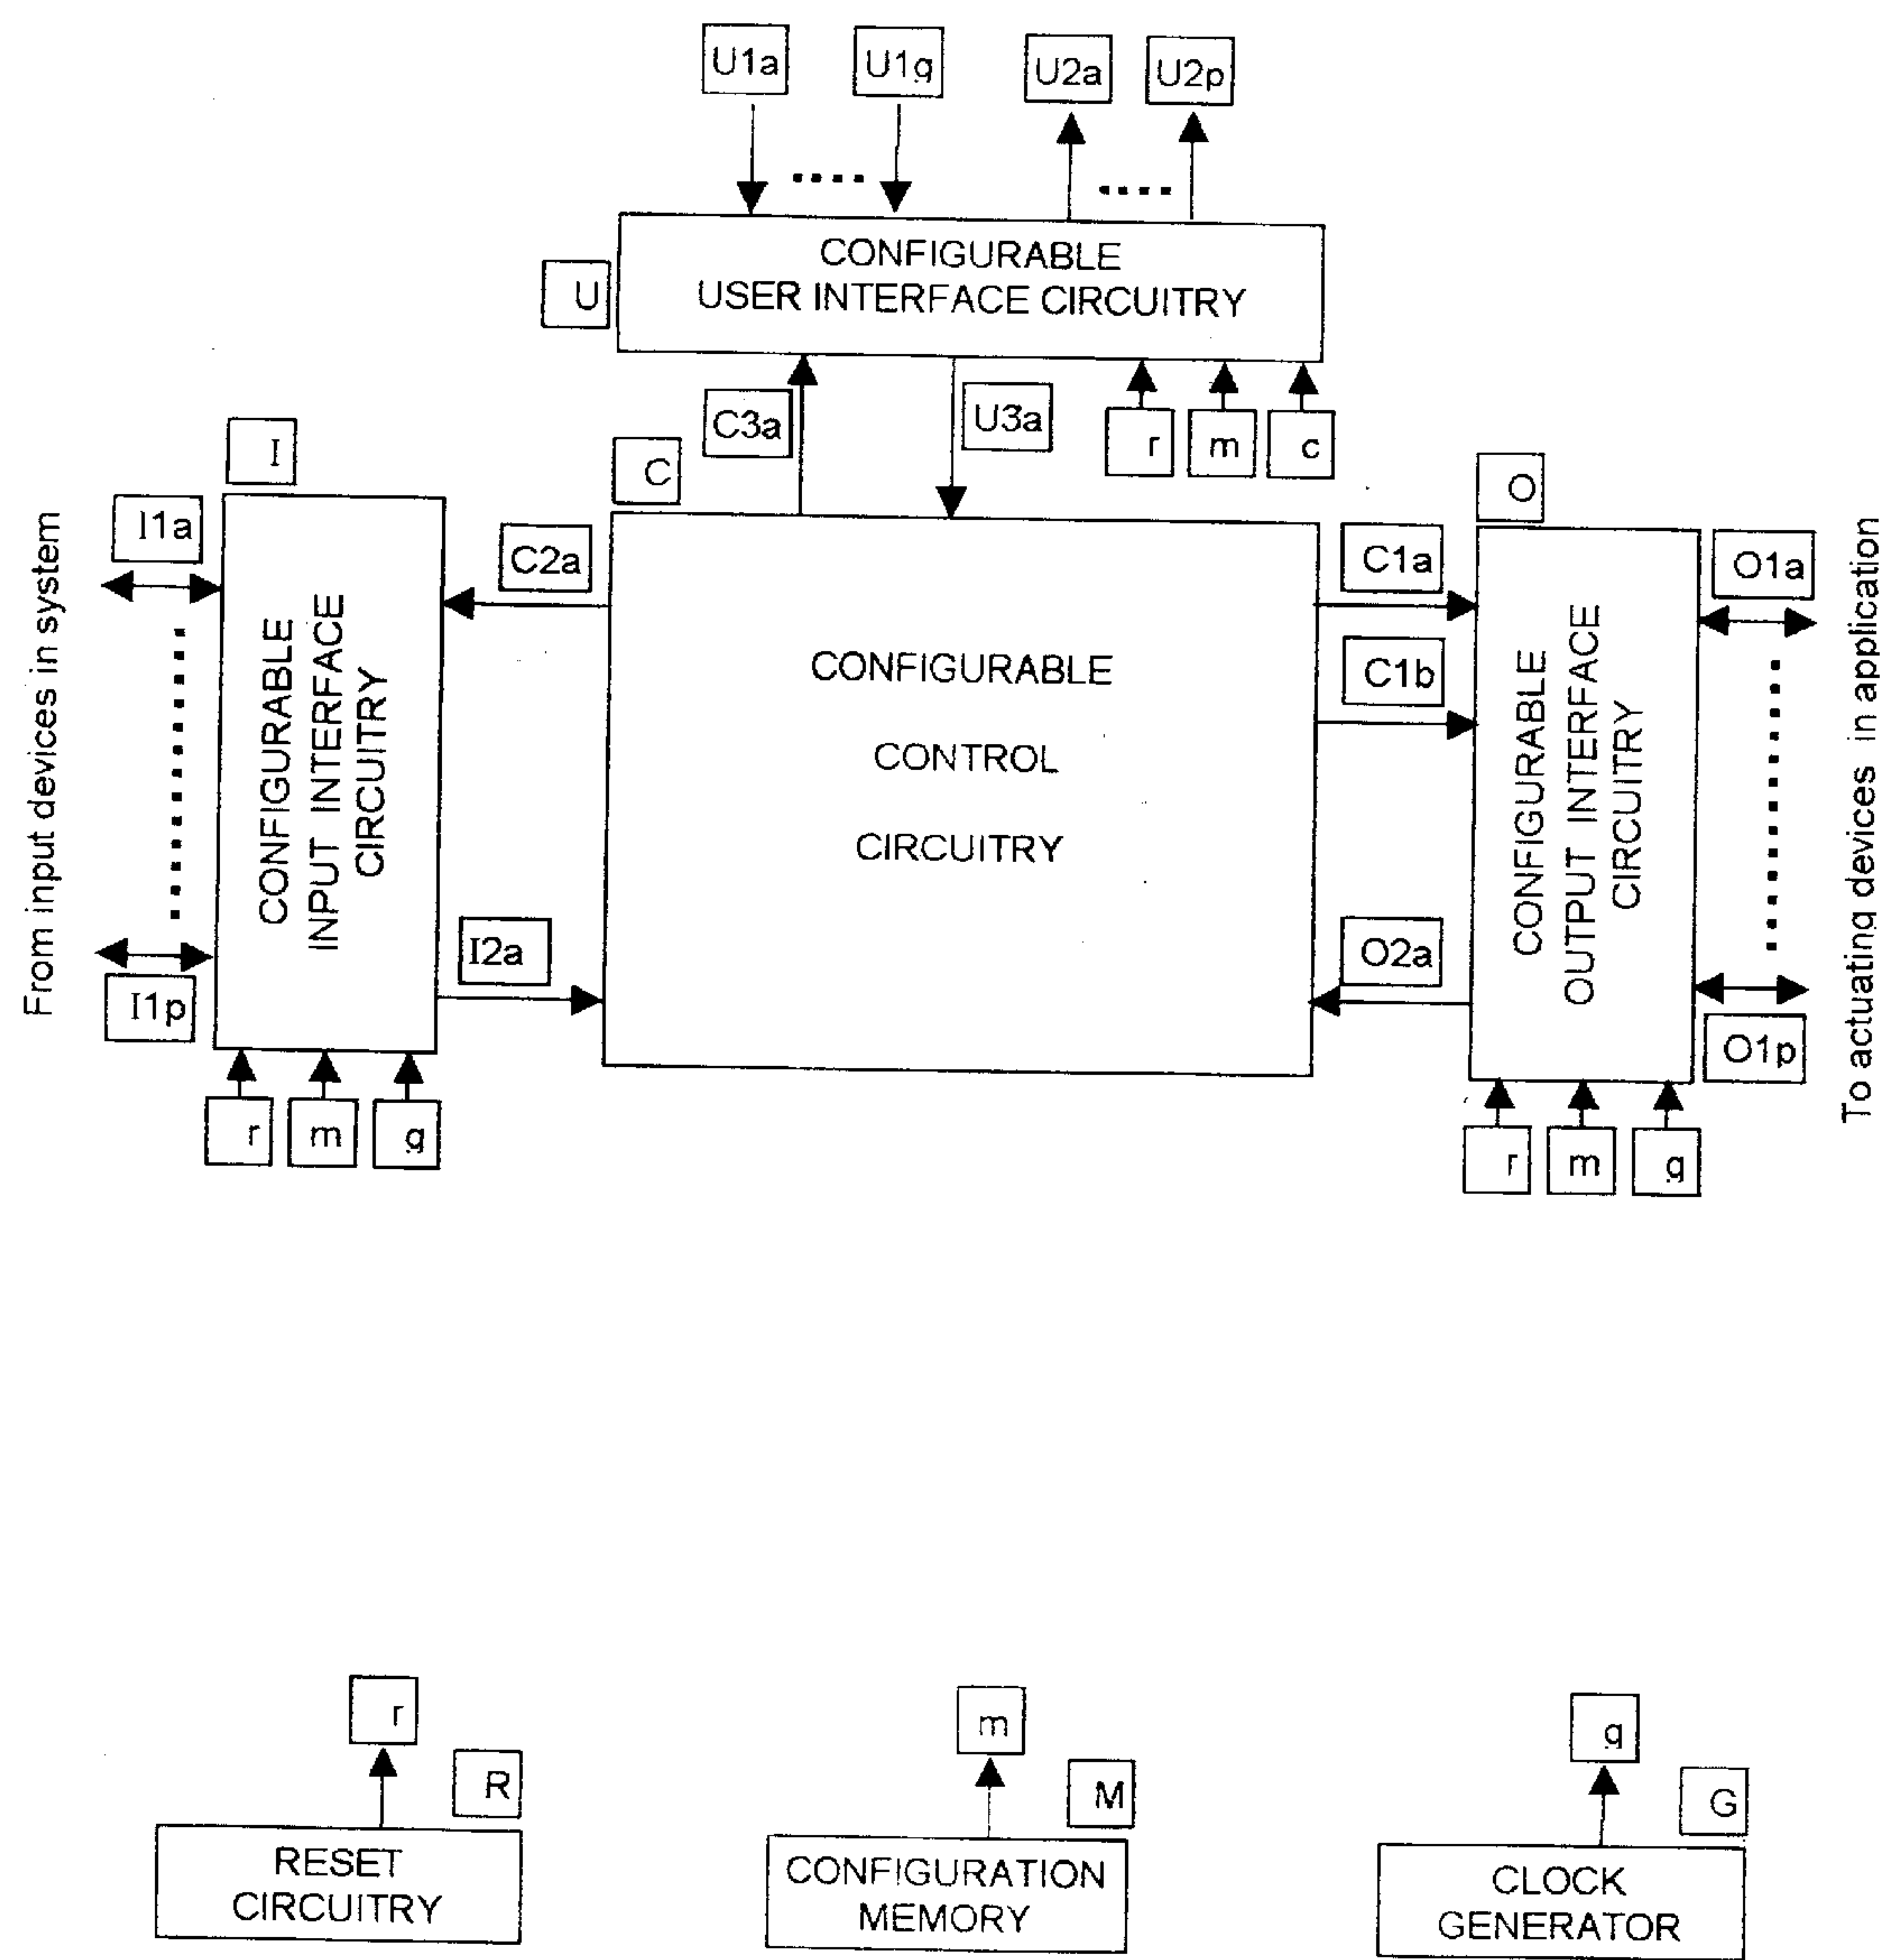 U1a
U1g
U2a
U2p
U
CONFIGURABLE
USER INTERFACE CIRCUITRY
C3a
U3a
r
m
c
I
C
O
I1a
C2a
C1a
O1a
C1b
From input devices in system
CONFIGURABLE
INPUT INTERFACE
CIRCUITRY
CONFIGURABLE
CONTROL
CIRCUITRY
CONFIGURABLE
OUTPUT INTERFACE
CIRCUITRY
To actuating devices in application
I1p
I2a
O2a
O1p
r
m
g
r
m
g
r
R
RESET
CIRCUITRY
m
M
CONFIGURATION
MEMORY
g
G
CLOCK
GENERATOR